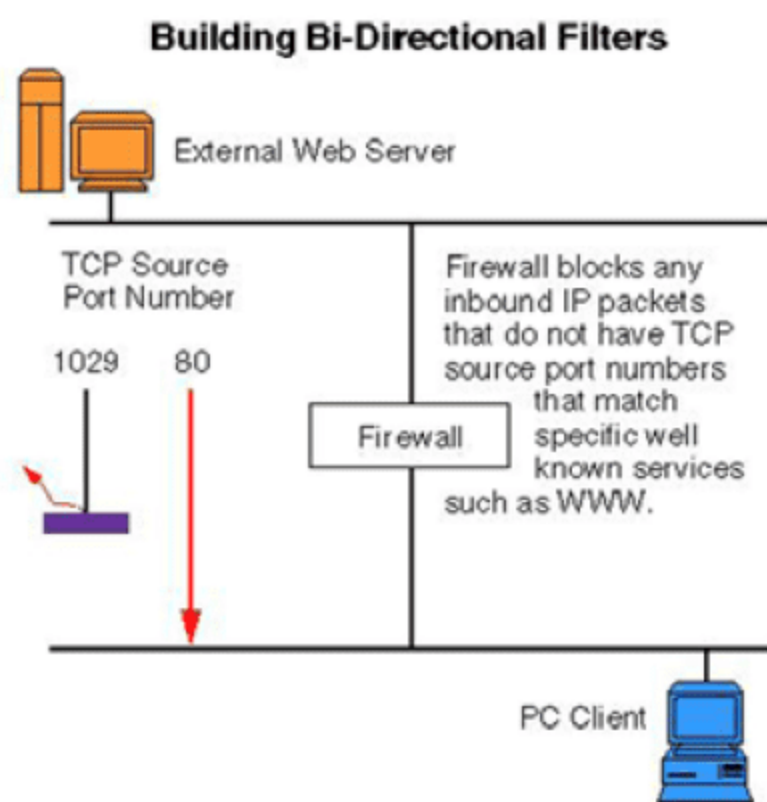 Building Bi-Directional Filters
External Web Server
TCP Source
Port Number
1029 80
Firewall
Firewall blocks any
inbound IP packets
that do not have TCP
source port numbers
that match
specific well
known services
such as WWW.
PC Client